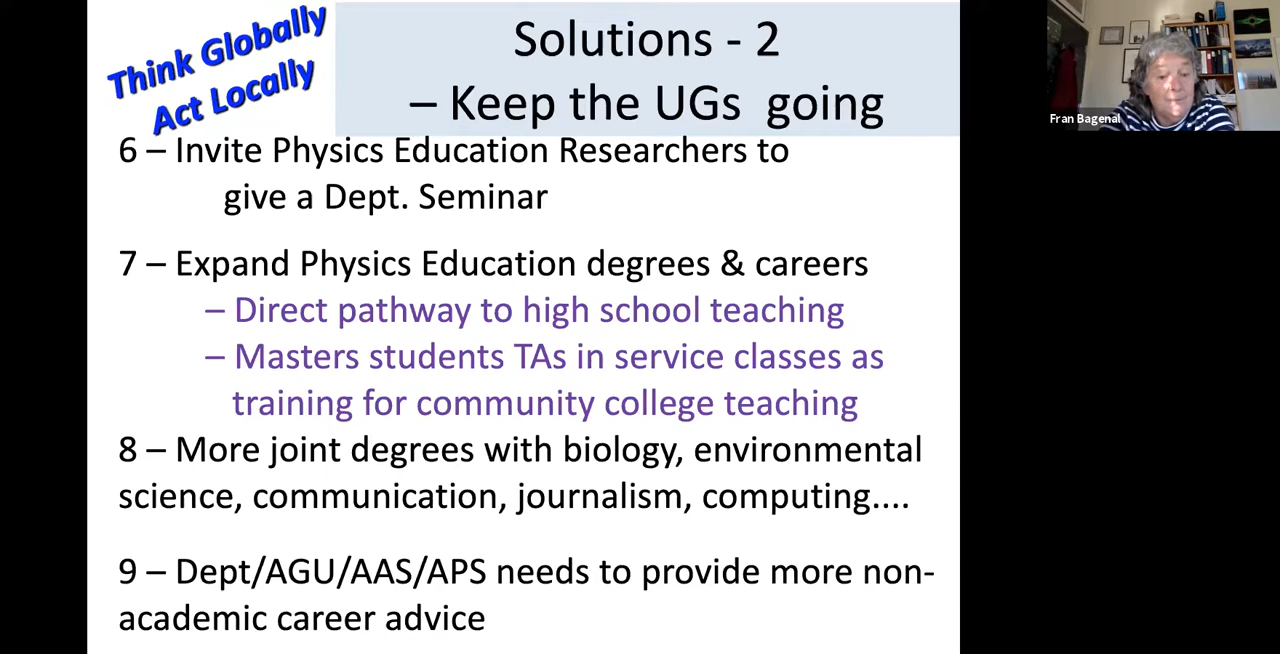 Think Globally
Act Locally
Solutions - 2
– Keep the UGs going
6 – Invite Physics Education Researchers to
give a Dept. Seminar
7 – Expand Physics Education degrees & careers
– Direct pathway to high school teaching
– Masters students TAs in service classes as
training for community college teaching
8 – More joint degrees with biology, environmental
science, communication, journalism, computing....
9 – Dept/AGU/AAS/APS needs to provide more non-
academic career advice
Fran Bagenal